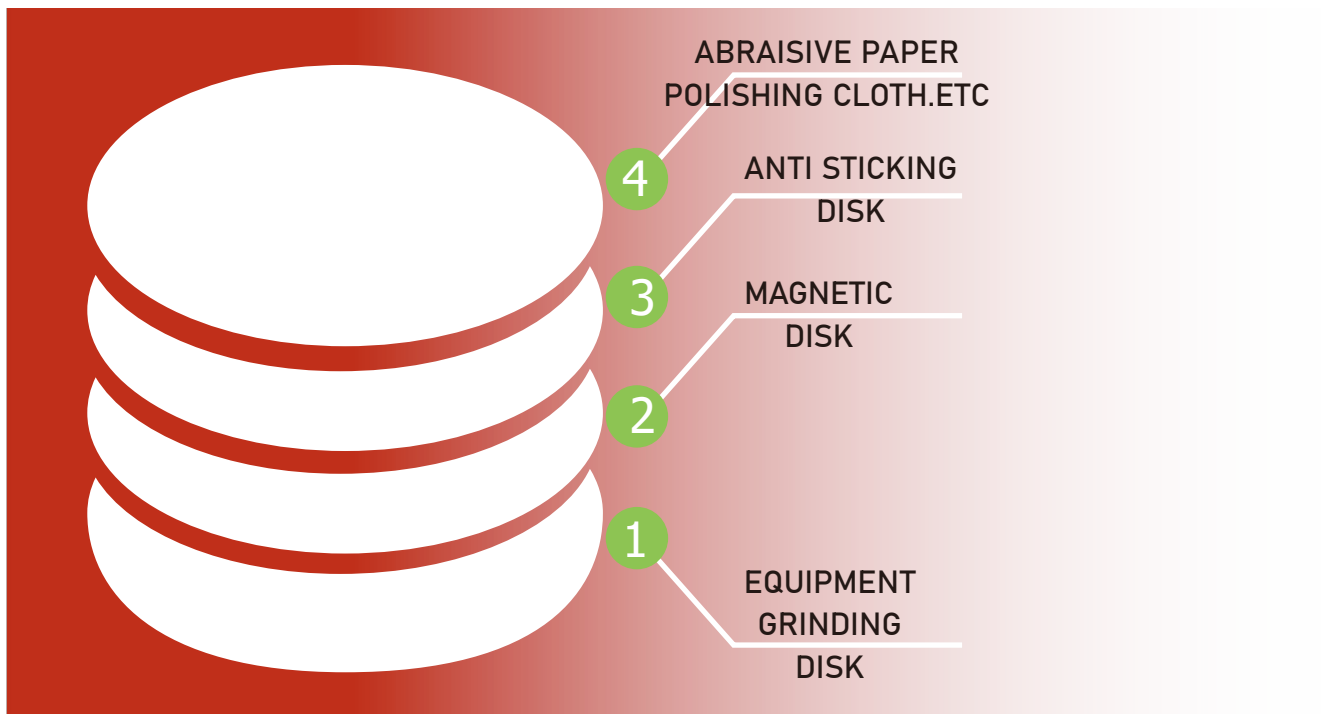 ABRAISIVE PAPER
POLISHING CLOTH.ETC
4
ANTI STICKING
DISK
3
MAGNETIC
DISK
2
1
EQUIPMENT
GRINDING
DISK